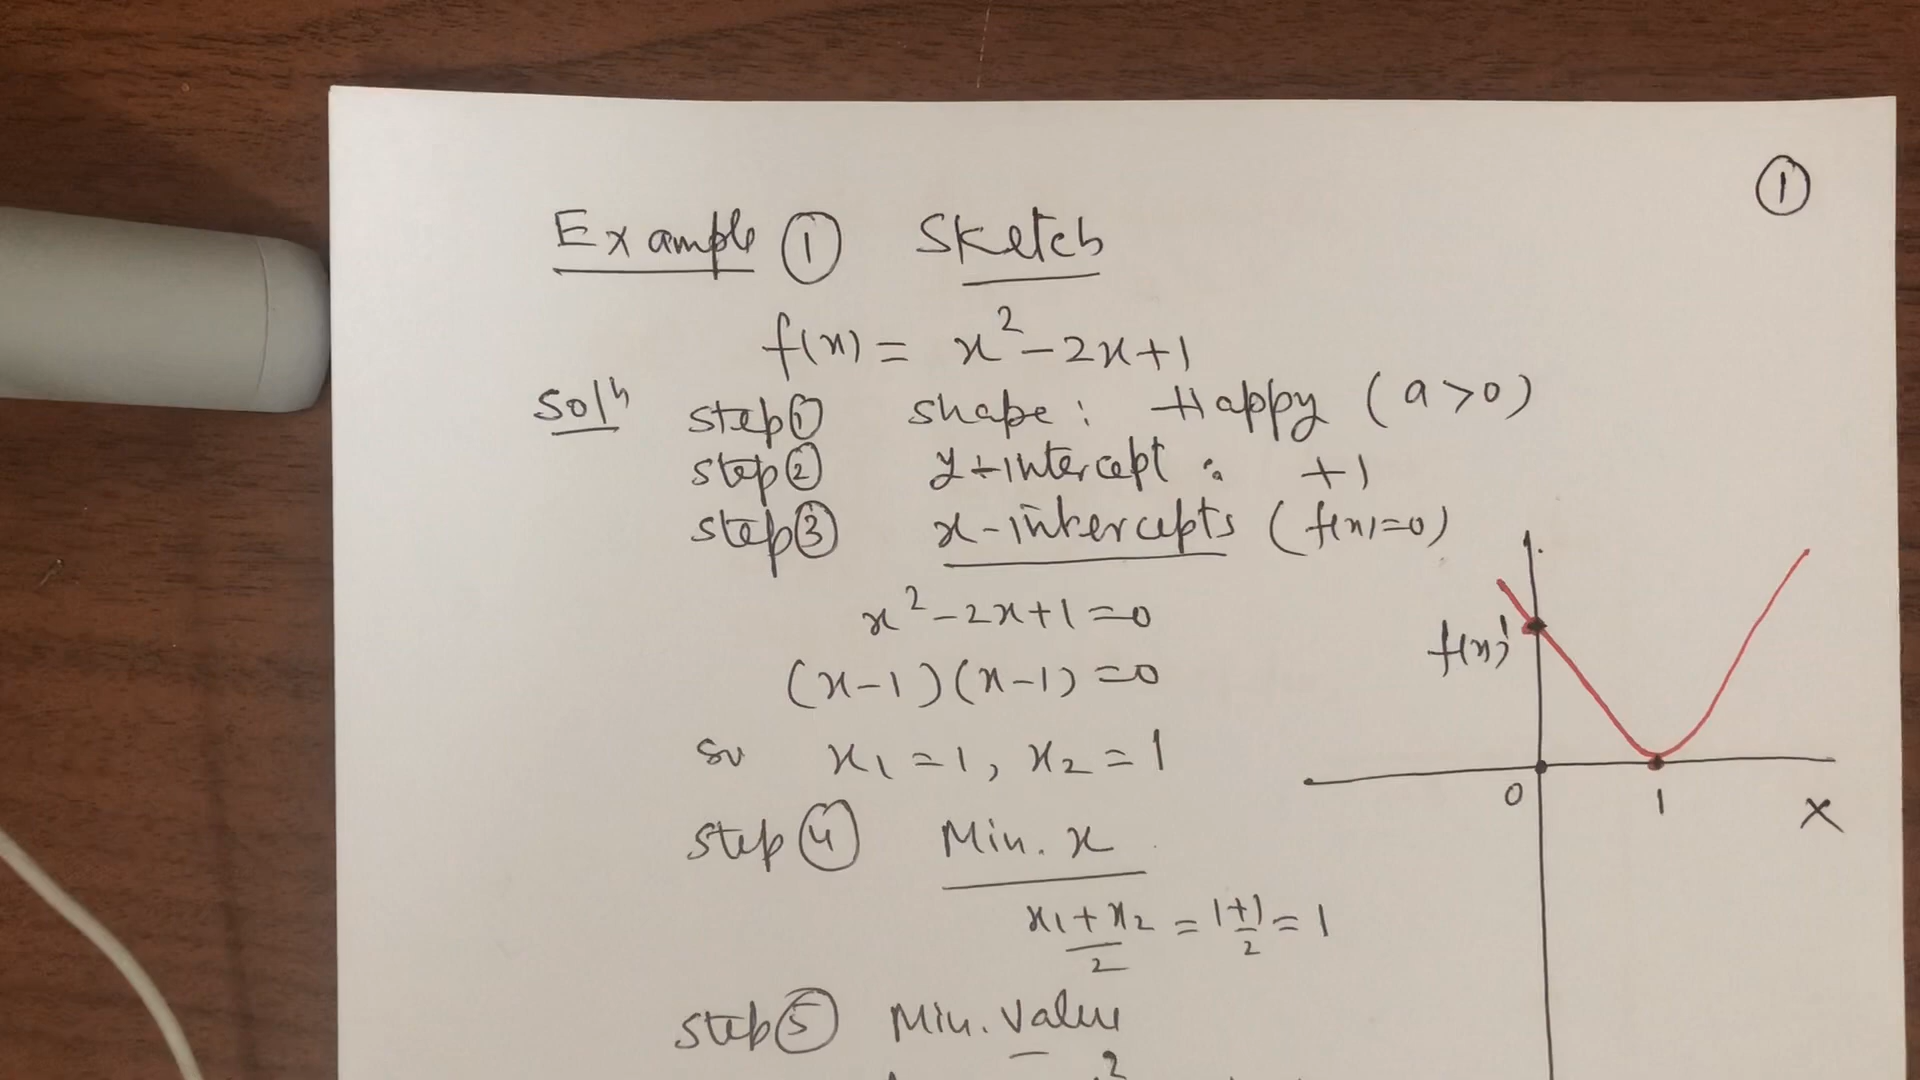 ①
Example ① Sketch
f(x) = x² - 2x + 1
Solⁿ step① shape: Happy (a > 0)
step② y-intercept: +1
step③ x-intercepts (f(x)=0)
x² - 2x + 1 = 0
(x-1)(x-1) = 0
so x₁ = 1, x₂ = 1
step④ Min. x
x₁ + x₂ / 2 = 1+1 / 2 = 1
step⑤ Min. Value
f(x) 1
0 1 X